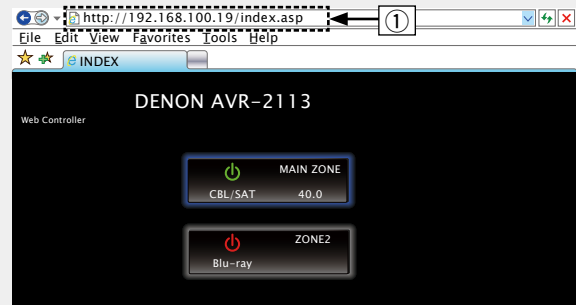 http://192.168.100.19/index.asp
①
File Edit View Favorites Tools Help
INDEX
DENON AVR-2113
Web Controller
MAIN ZONE
CBL/SAT 40.0
ZONE2
Blu-ray